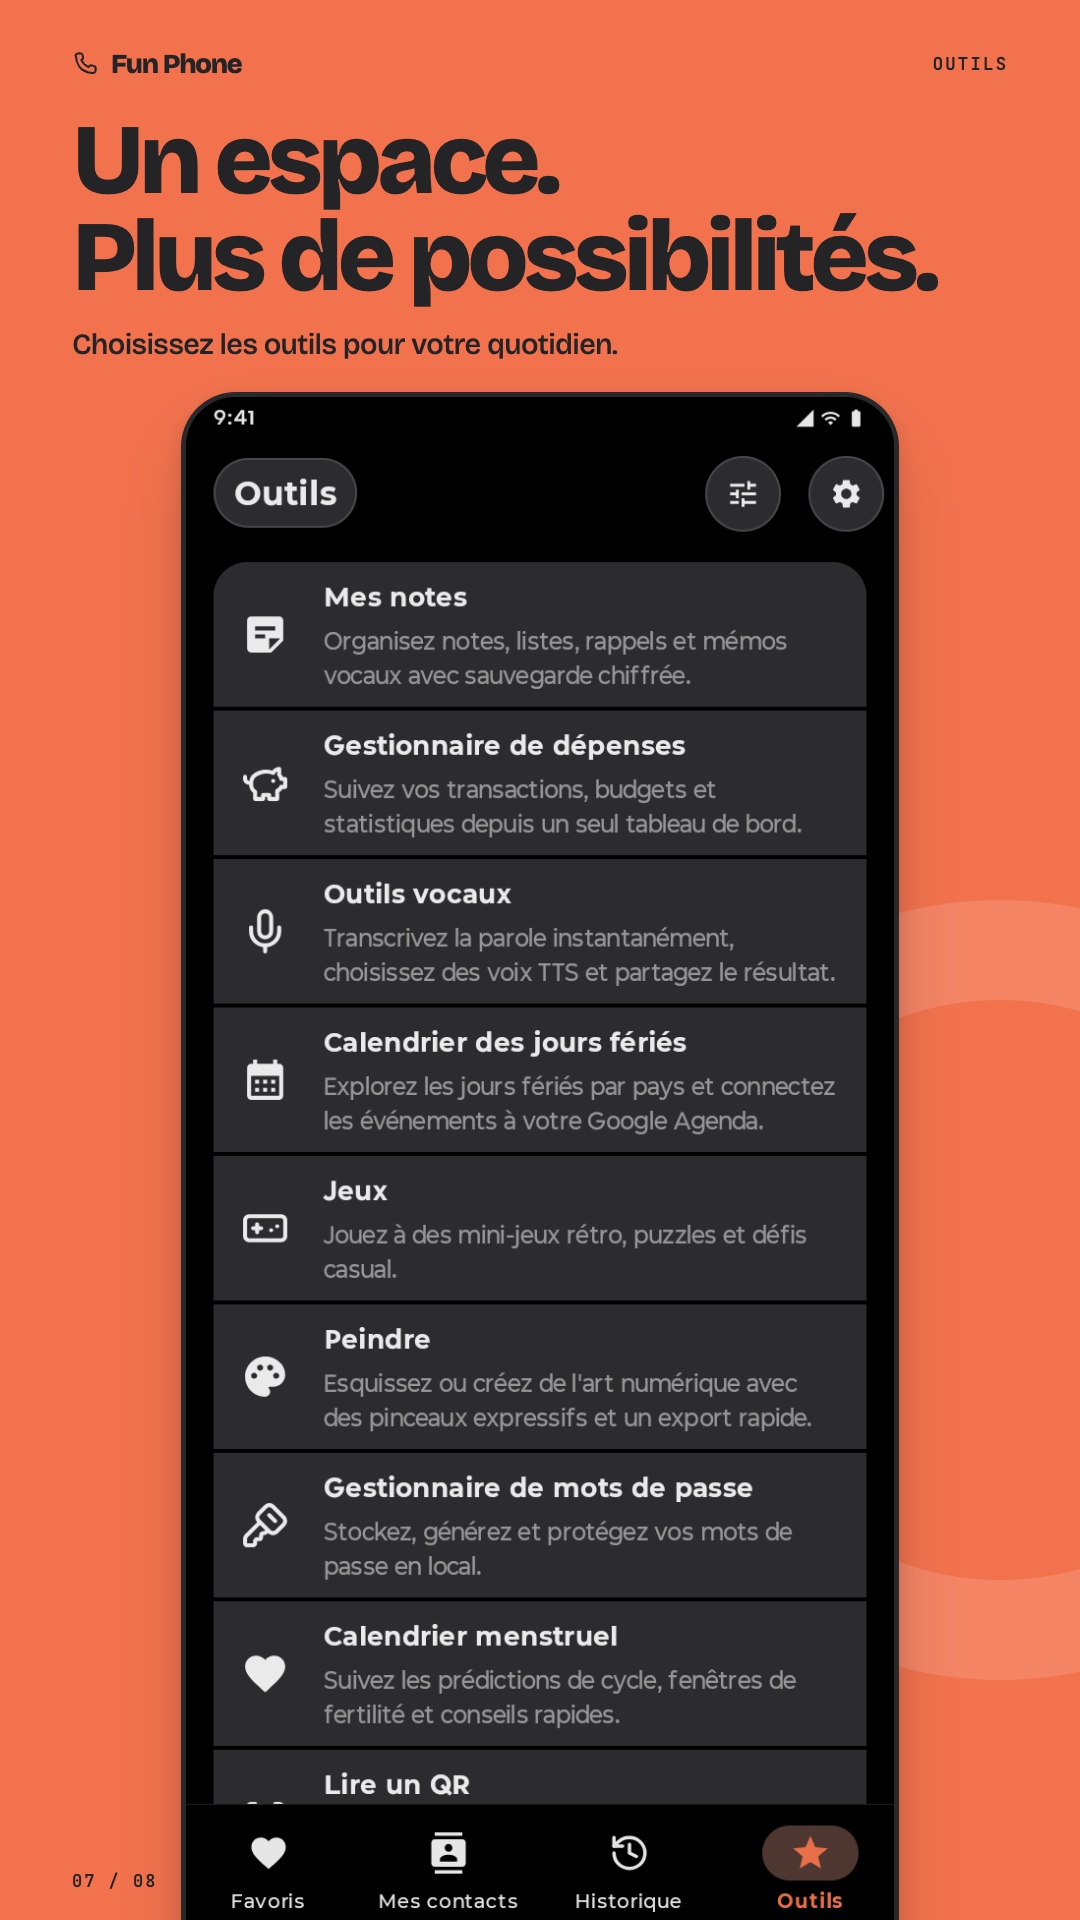 Fun Phone
OUTILS
Un espace.
Plus de possibilités.
Choisissez les outils pour votre quotidien.
9:41
Outils
Mes notes
Organisez notes, listes, rappels et mémos
vocaux avec sauvegarde chiffrée.
Gestionnaire de dépenses
Suivez vos transactions, budgets et
statistiques depuis un seul tableau de bord.
Outils vocaux
Transcrivez la parole instantanément,
choisissez des voix TTS et partagez le résultat.
Calendrier des jours fériés
Explorez les jours fériés par pays et connectez
les événements à votre Google Agenda.
Jeux
Jouez à des mini-jeux rétro, puzzles et défis
casual.
Peindre
Esquissez ou créez de l'art numérique avec
des pinceaux expressifs et un export rapide.
Gestionnaire de mots de passe
Stockez, générez et protégez vos mots de
passe en local.
Calendrier menstruel
Suivez les prédictions de cycle, fenêtres de
fertilité et conseils rapides.
Lire un QR
Favoris
Mes contacts
Historique
Outils
07 / 08